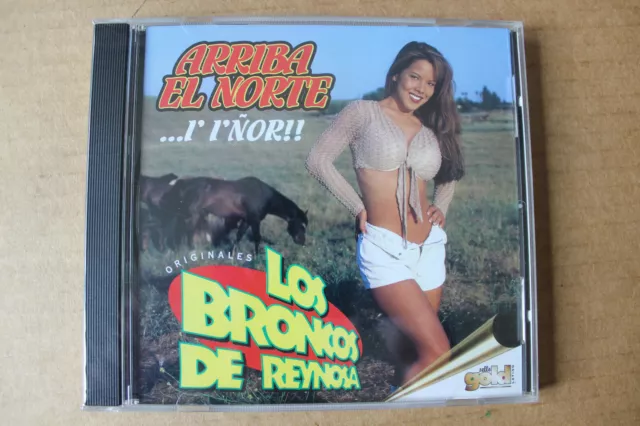 ARRIBA
EL NORTE
...I' I'ÑOR!!
ORIGINALES
LOS
BRONCOS
DE REYNOSA
gold